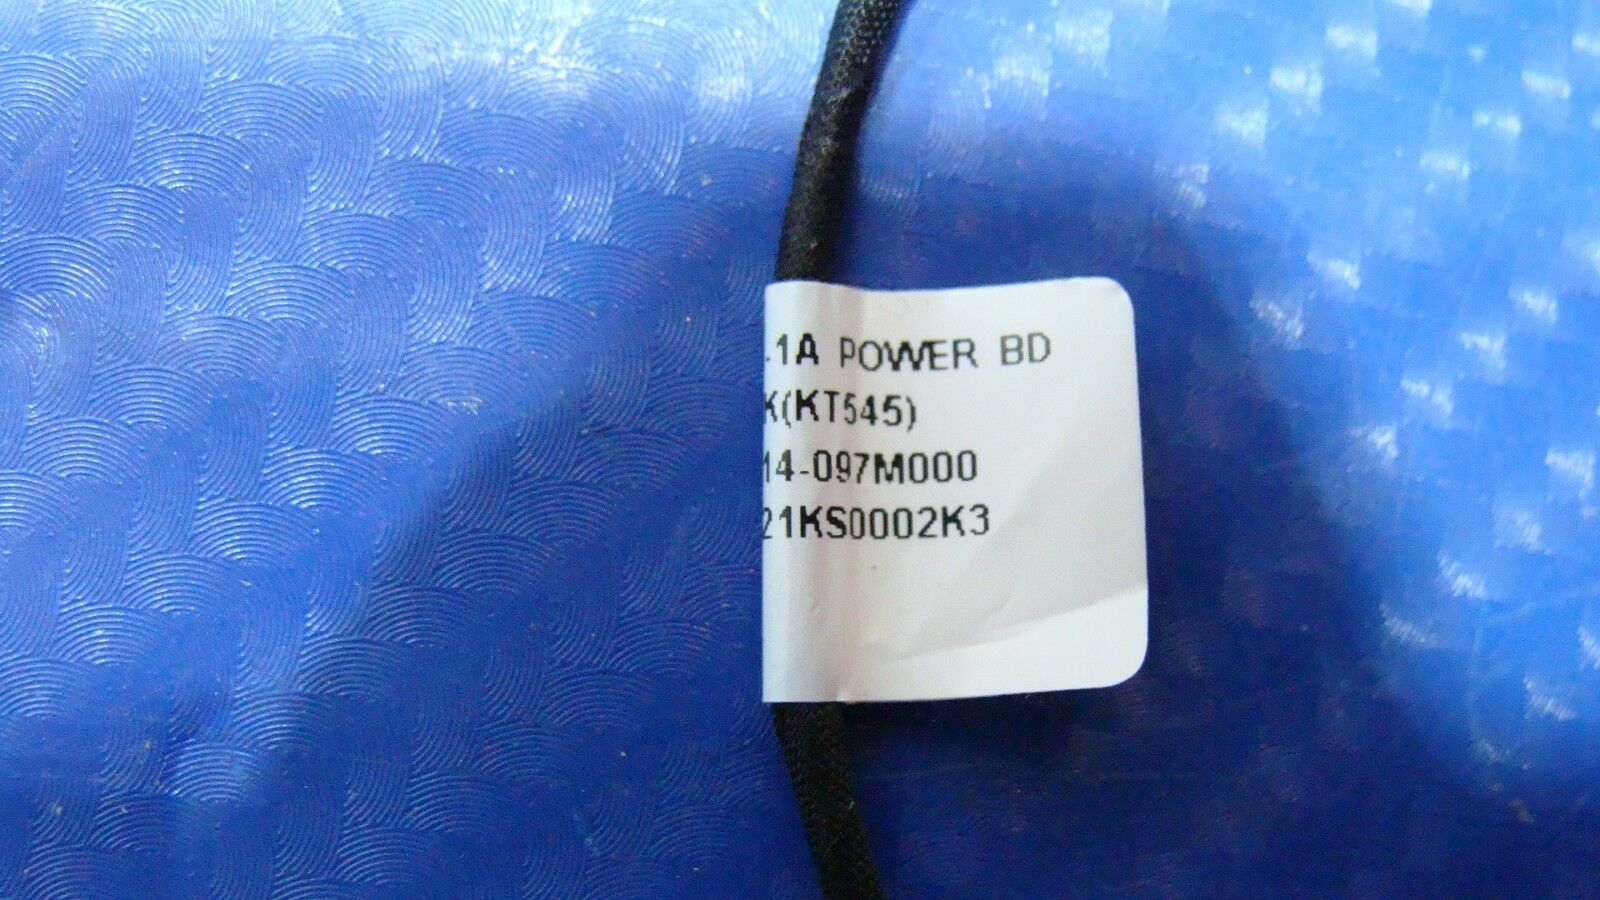 -1A POWER BD
K(KT545)
14-097M000
21KS0002K3